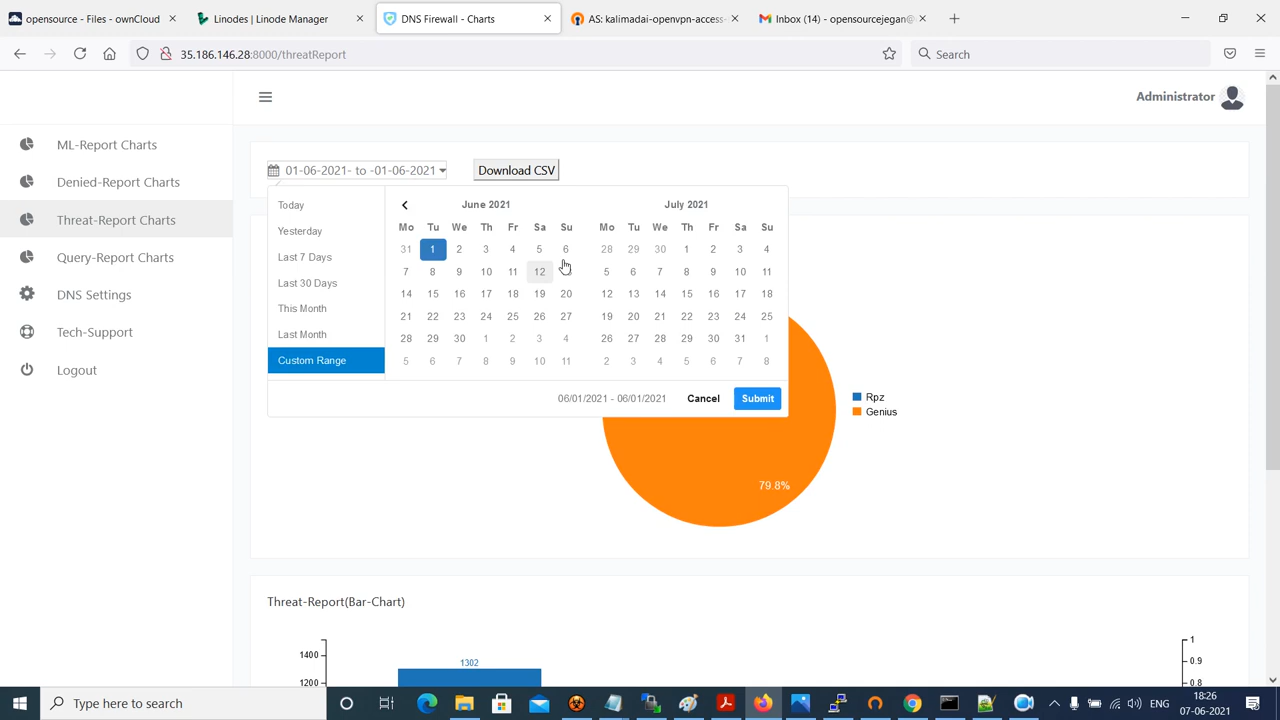 opensource - Files - ownCloud
Linodes | Linode Manager
DNS Firewall - Charts
AS: kalimadai-openvpn-access-
Inbox (14) - opensourcejegan@
35.186.146.28:8000/threatReport
Search
Administrator
ML-Report Charts
Denied-Report Charts
Threat-Report Charts
Query-Report Charts
DNS Settings
Tech-Support
Logout
01-06-2021- to -01-06-2021
Download CSV
Today
Yesterday
Last 7 Days
Last 30 Days
This Month
Last Month
Custom Range
June 2021
Mo Tu We Th Fr Sa Su
31 1 2 3 4 5 6
7 8 9 10 11 12
14 15 16 17 18 19 20
21 22 23 24 25 26 27
28 29 30 1 2 3 4
5 6 7 8 9 10 11
July 2021
Mo Tu We Th Fr Sa Su
28 29 30 1 2 3 4
5 6 7 8 9 10 11
12 13 14 15 16 17 18
19 20 21 22 23 24 25
26 27 28 29 30 31 1
2 3 4 5 6 7 8
06/01/2021 - 06/01/2021
Cancel
Submit
Rpz
Genius
79.8%
Threat-Report(Bar-Chart)
1400
1302
1200
1
0.9
0.8
Type here to search
ENG
18:26
07-06-2021